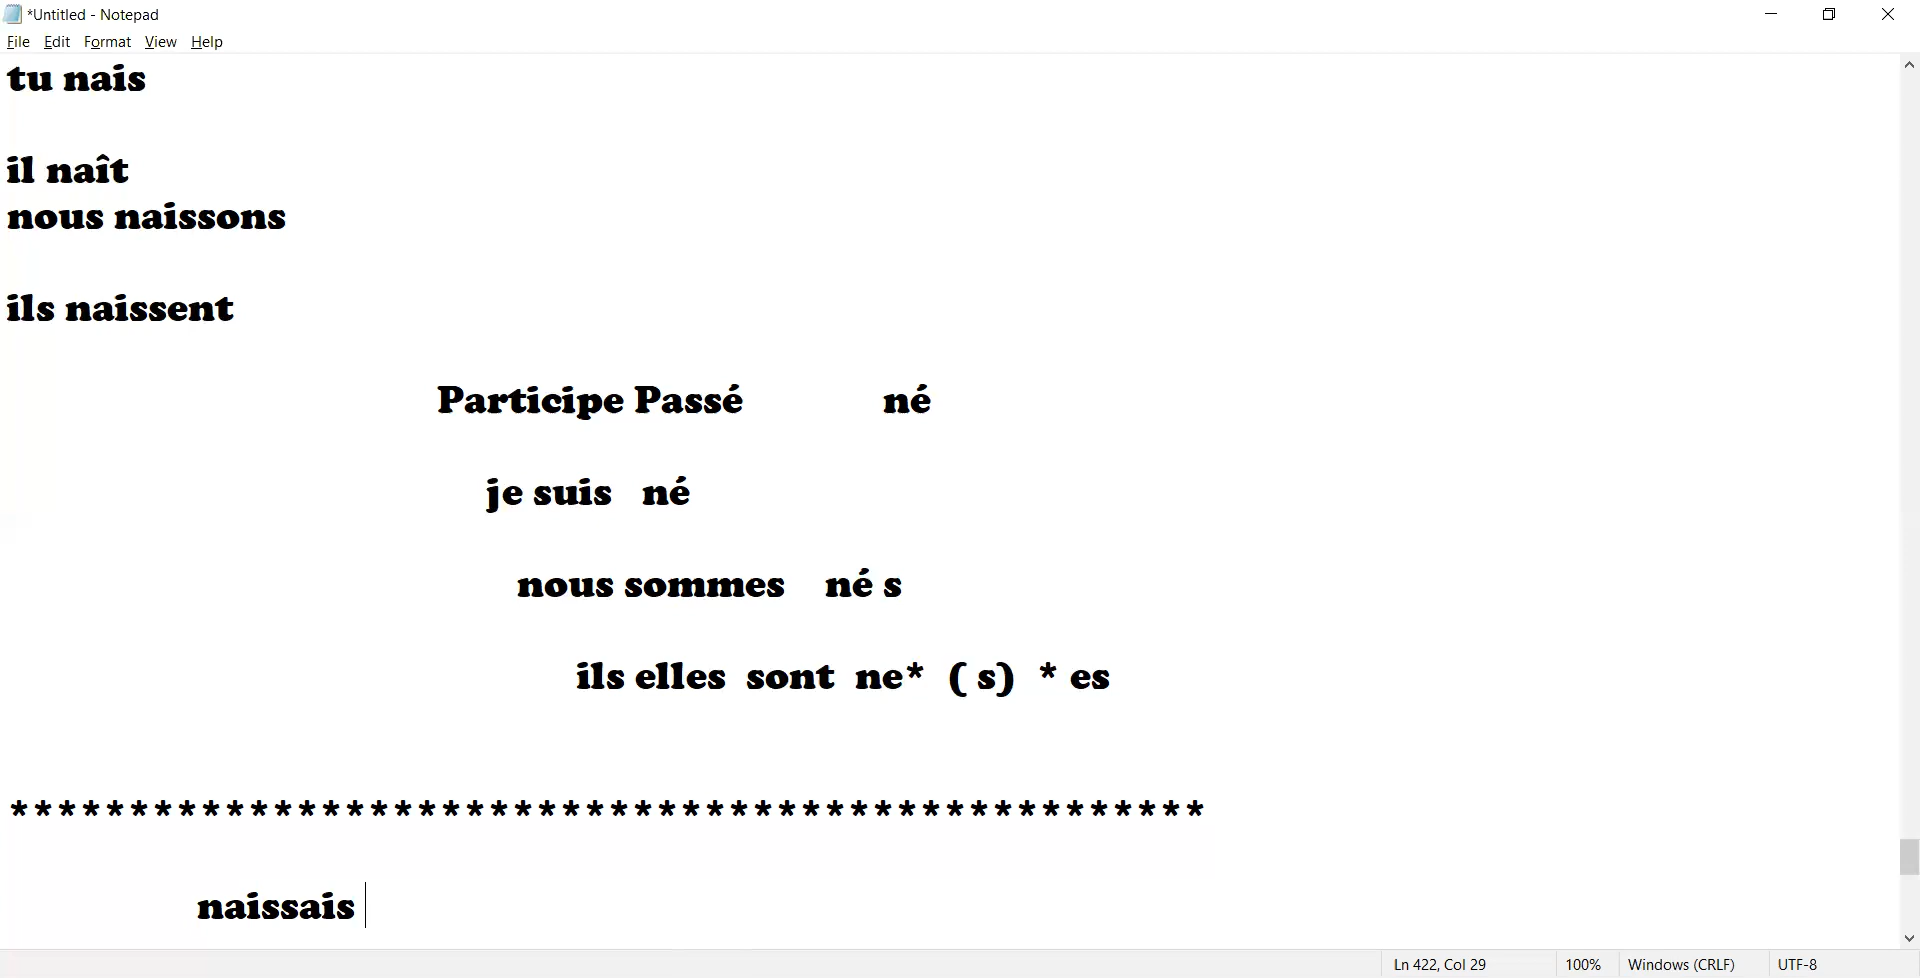 *Untitled - Notepad
File Edit Format View Help
tu nais
il naît
nous naissons
ils naissent
Participe Passé né
je suis né
nous sommes né s
ils elles sont ne* ( s) * es
**************************************************
naissais
Ln 422, Col 29 100% Windows (CRLF) UTF-8